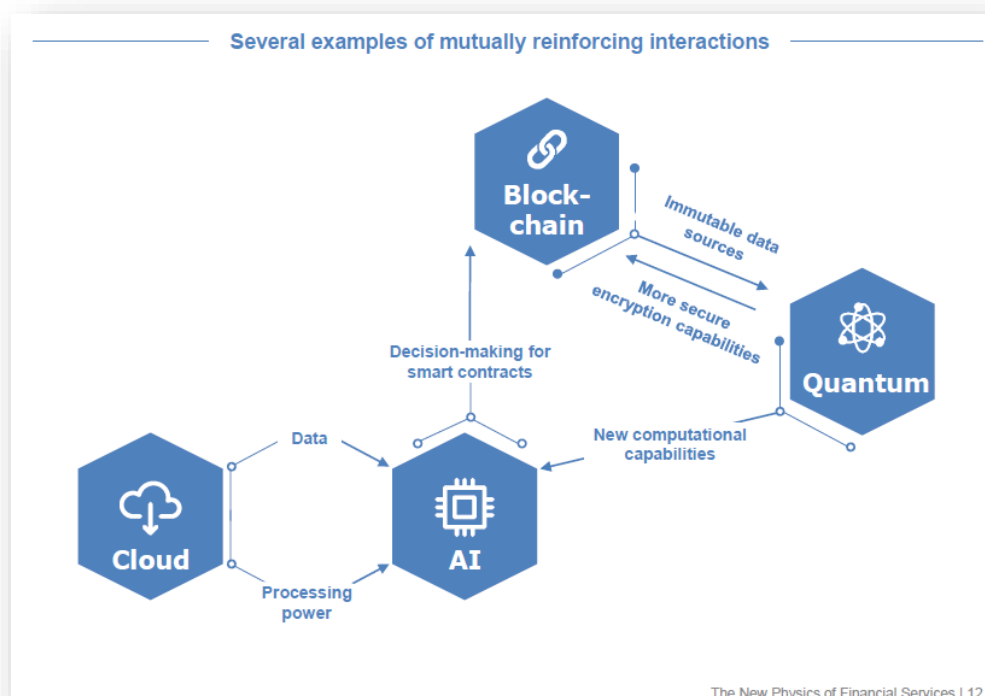 Several examples of mutually reinforcing interactions
Block-
chain
Immutable data
sources
More secure
encryption capabilities
Quantum
Decision-making for
smart contracts
New computational
capabilities
Data
Cloud
AI
Processing
power
The New Physics of Financial Services | 12